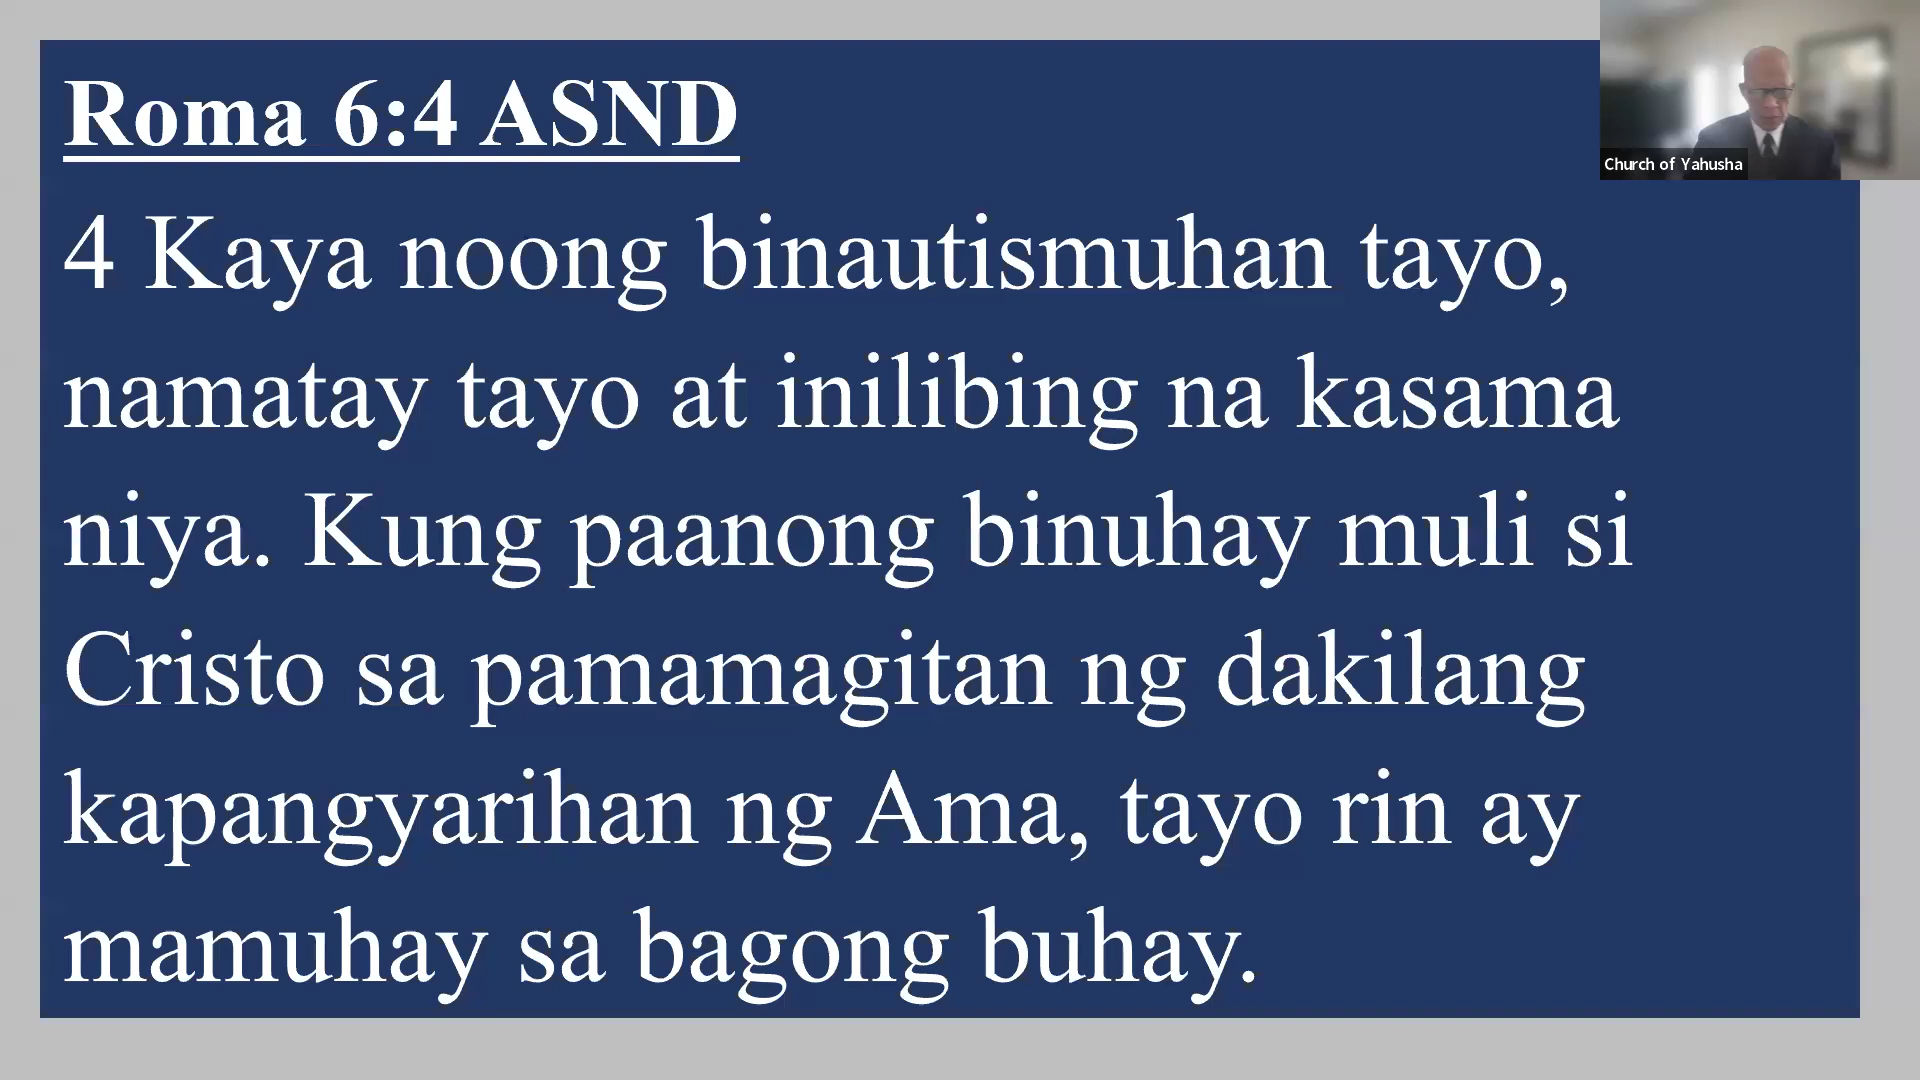 Roma 6:4 ASND
4 Kaya noong binautismuhan tayo,
namatay tayo at inilibing na kasama
niya. Kung paanong binuhay muli si
Cristo sa pamamagitan ng dakilang
kapangyarihan ng Ama, tayo rin ay
mamuhay sa bagong buhay.
Church of Yahusha